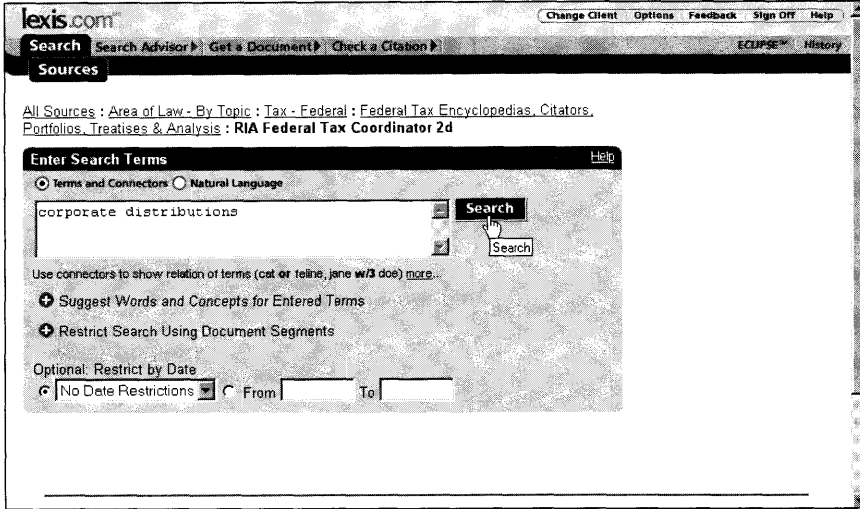 lexis.com™
Change Client Options Feedback Sign Off Help
Search Search Advisor Get a Document Check a Citation ECLIPSE™ History
Sources
All Sources : Area of Law - By Topic : Tax - Federal : Federal Tax Encyclopedias, Citators,
Portfolios, Treatises & Analysis : RIA Federal Tax Coordinator 2d
Enter Search Terms Help
Terms and Connectors Natural Language
corporate distributions Search
Search
Use connectors to show relation of terms (cat or feline, jane w/3 doe) more...
Suggest Words and Concepts for Entered Terms
Restrict Search Using Document Segments
Optional: Restrict by Date
No Date Restrictions From To